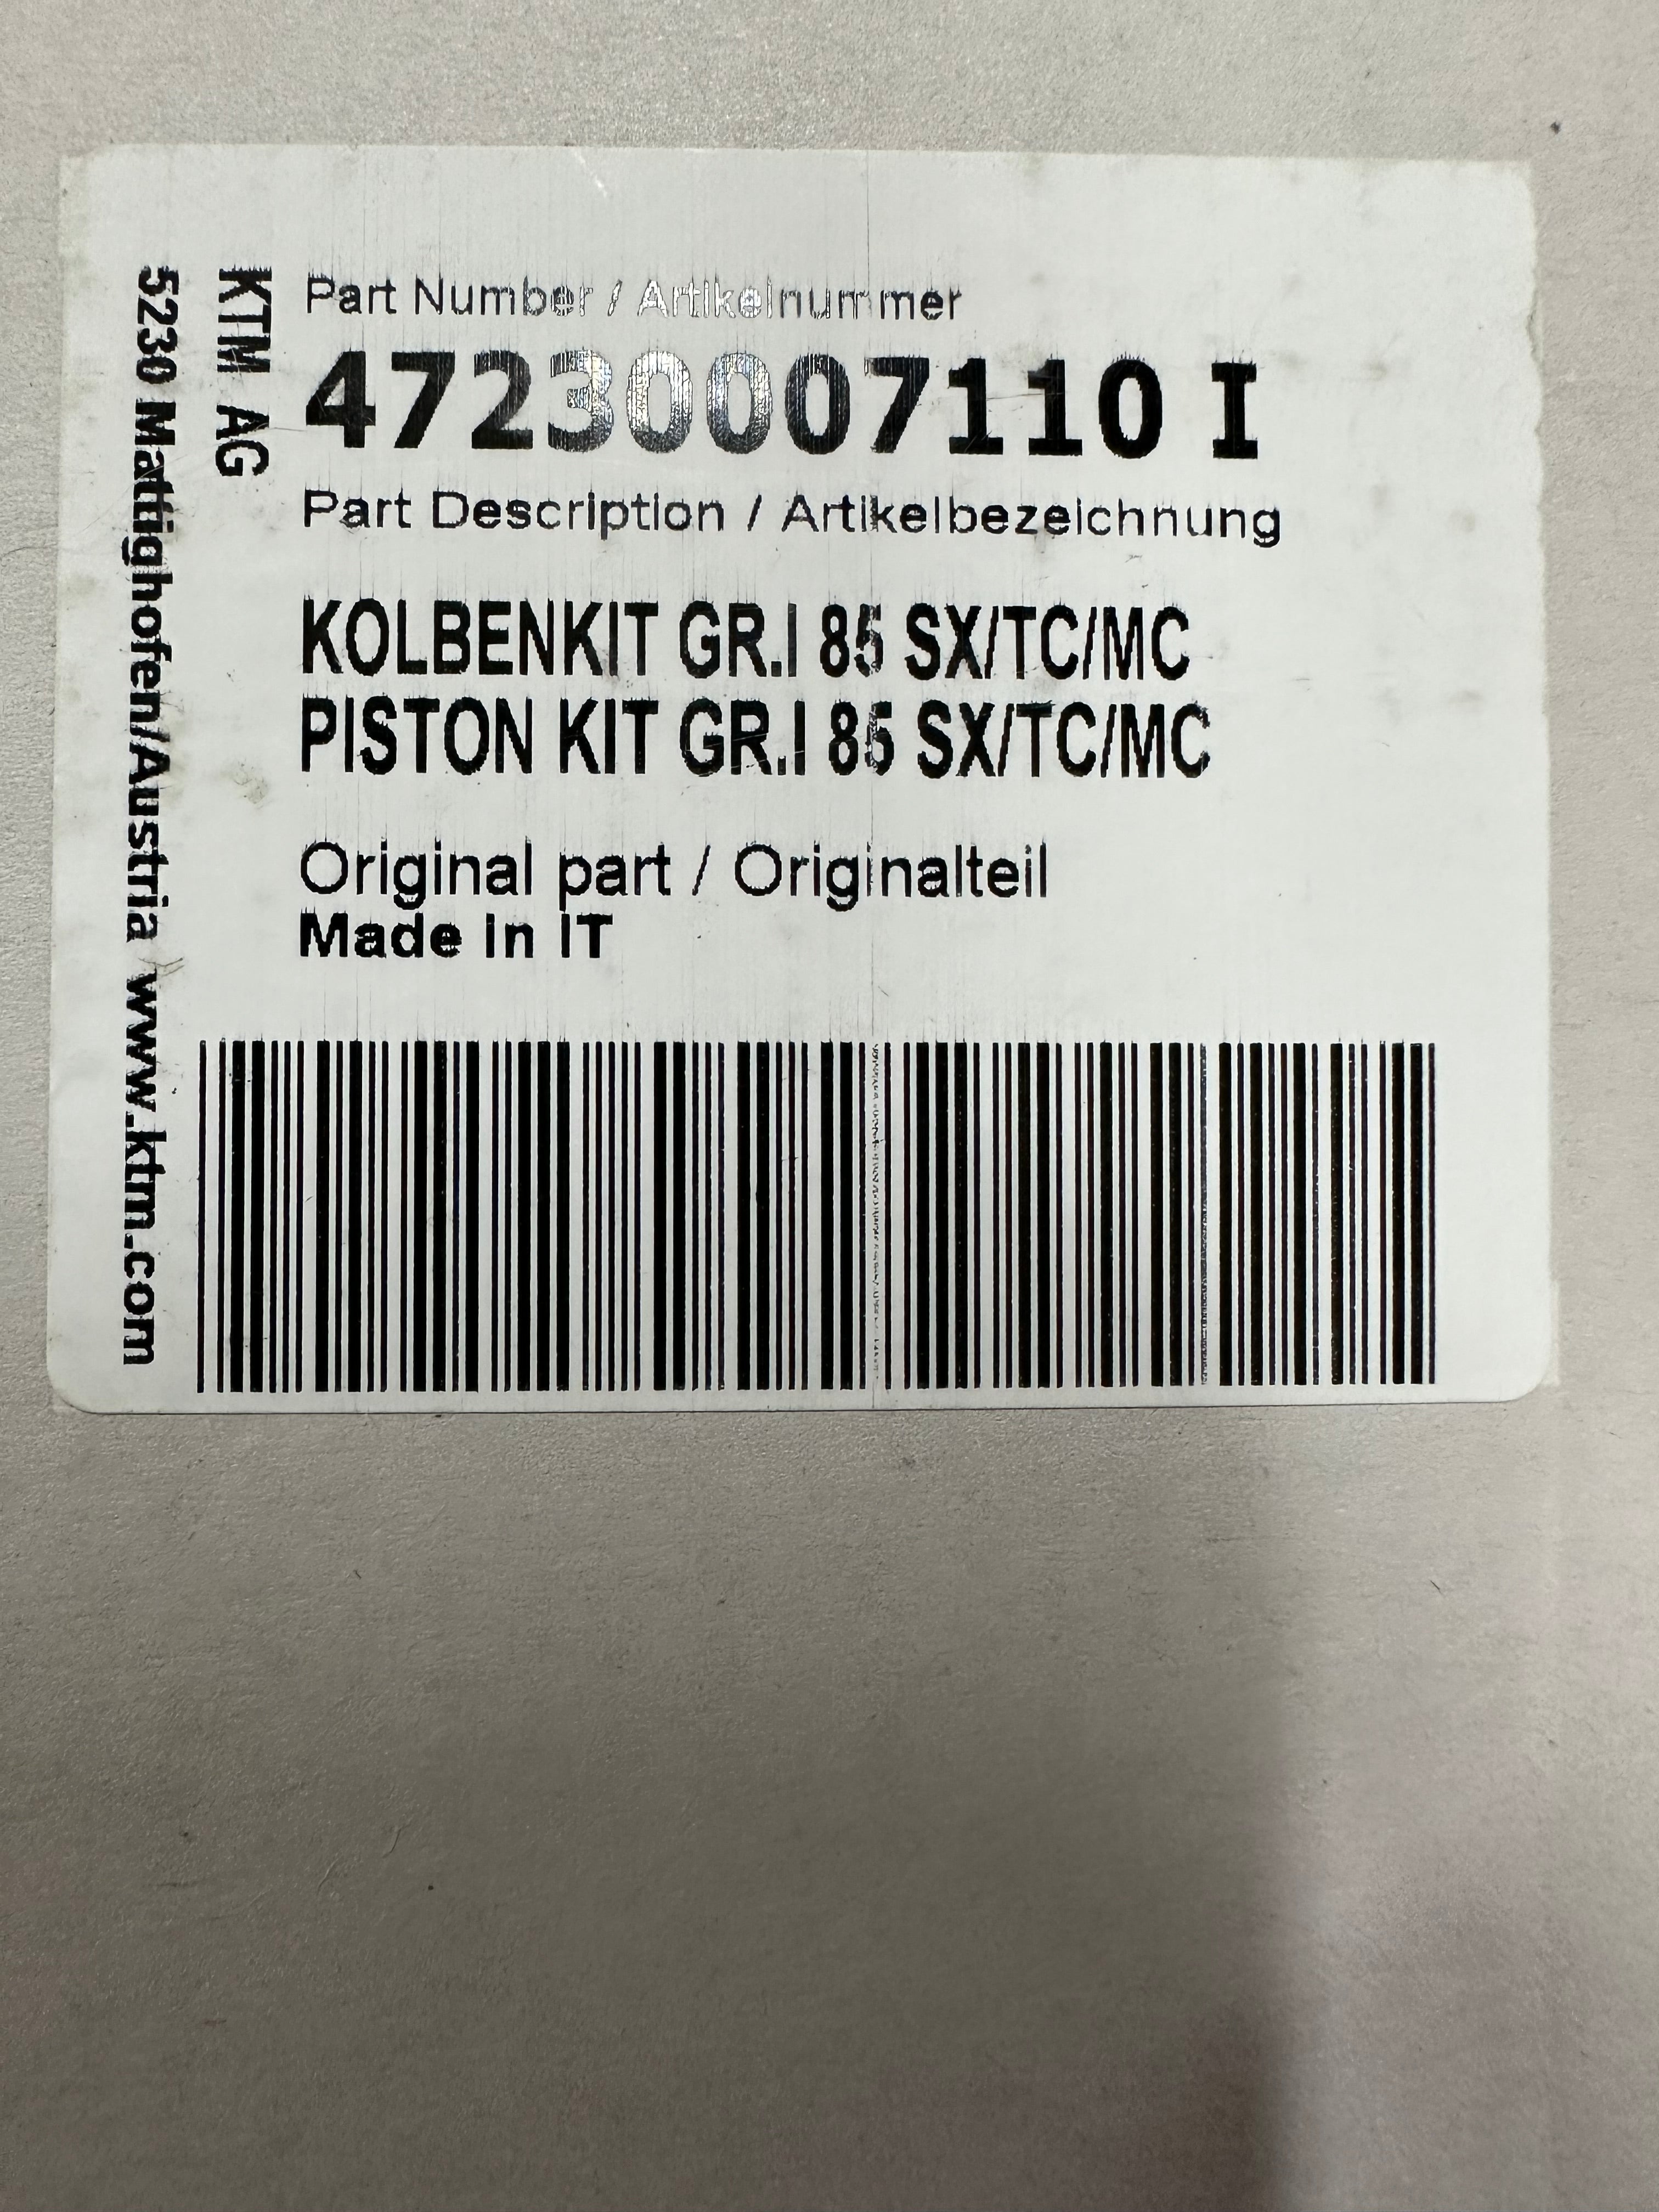 Part Number / Artikelnummer
47230007110 I
Part Description / Artikelbezeichnung
KOLBENKIT GR.I 85 SX/TC/MC
PISTON KIT GR.I 85 SX/TC/MC
Original part / Originalteil
Made in IT
KTM AG
5230 Mattighofen/Austria www.ktm.com